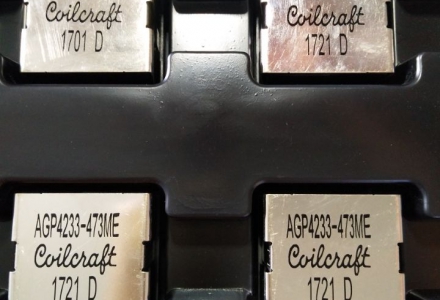 Coilcraft
1701 D
Coilcraft
1721 D
AGP4233-473ME
Coilcraft
1721 D
AGP4233-473ME
Coilcraft
1721 D